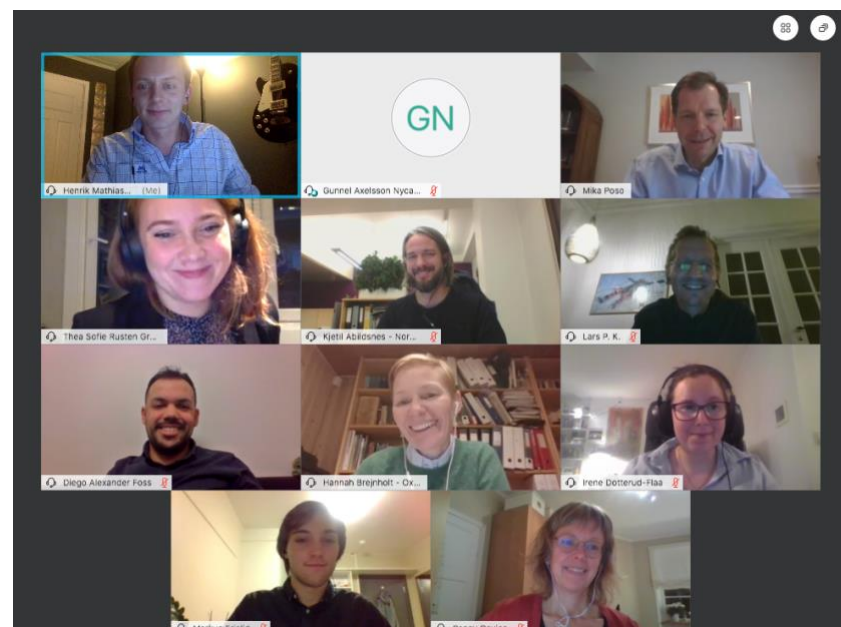 Henrik Mathias... (Me)
GN
Gunnel Axelsson Nyca...
Mika Poso
Thea Sofie Rusten Gr...
Kjetil Abildsnes - Nor...
Lars P. K.
Diego Alexander Foss
Hannah Brejnholt - Ox...
Irene Dotterud-Flaa